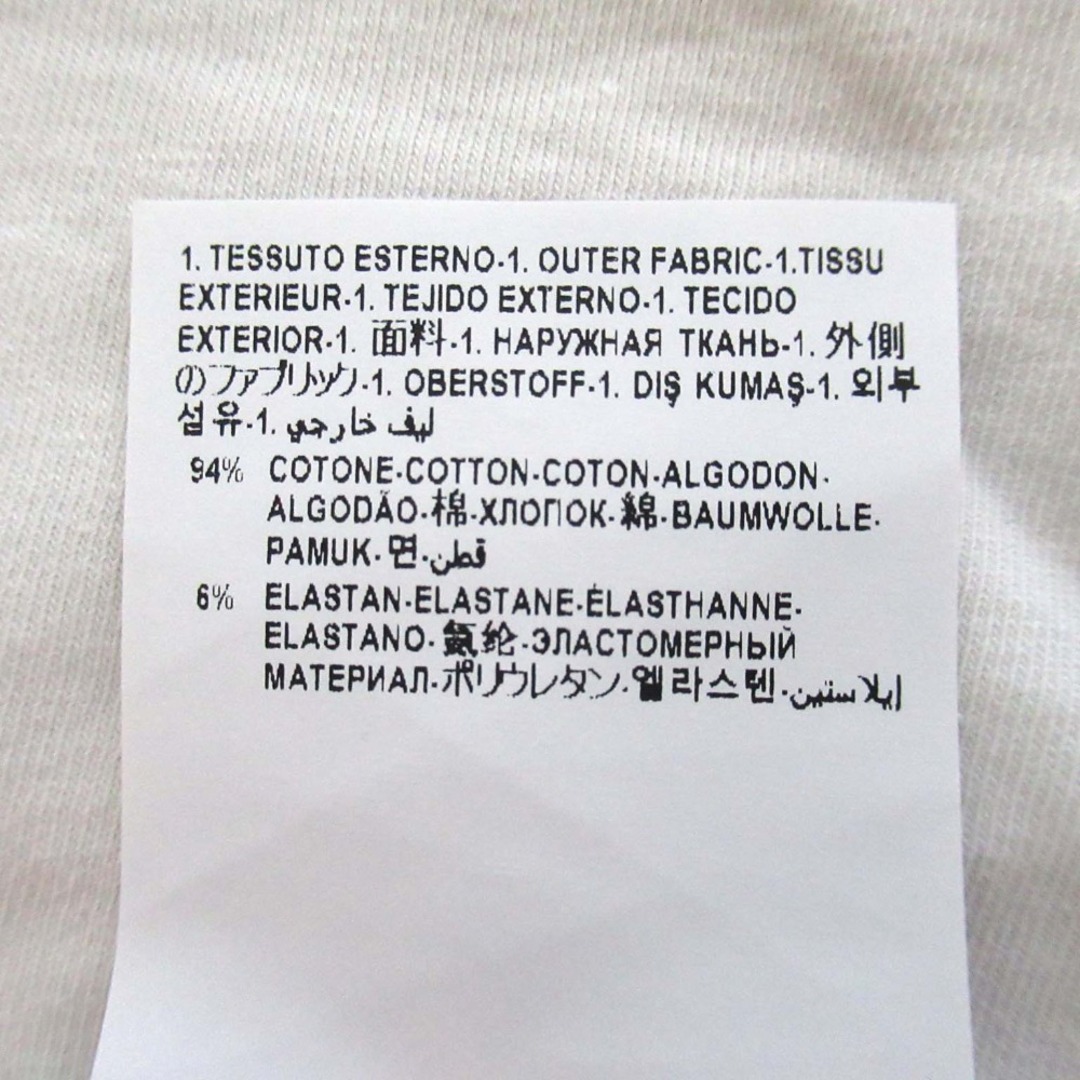 1. TESSUTO ESTERNO-1. OUTER FABRIC-1.TISSU
EXTERIEUR-1. TEJIDO EXTERNO-1. TECIDO
EXTERIOR-1. 面料-1. НАРУЖНАЯ ТКАНЬ-1. 外側
のファブリック-1. OBERSTOFF-1. DIŞ KUMAŞ-1. 외부
섬유-1. ليف خارجي
94% COTONE-COTTON-COTON-ALGODON-
ALGODÃO-棉-ХЛОПОК-綿-BAUMWOLLE-
PAMUK-면-قطن
6% ELASTAN-ELASTANE-ÉLASTHANNE-
ELASTANO-氨纶-ЭЛАСТОМЕРНЫЙ
МАТЕРИАЛ-ポリウレタン-엘라스텐-إيلاستين